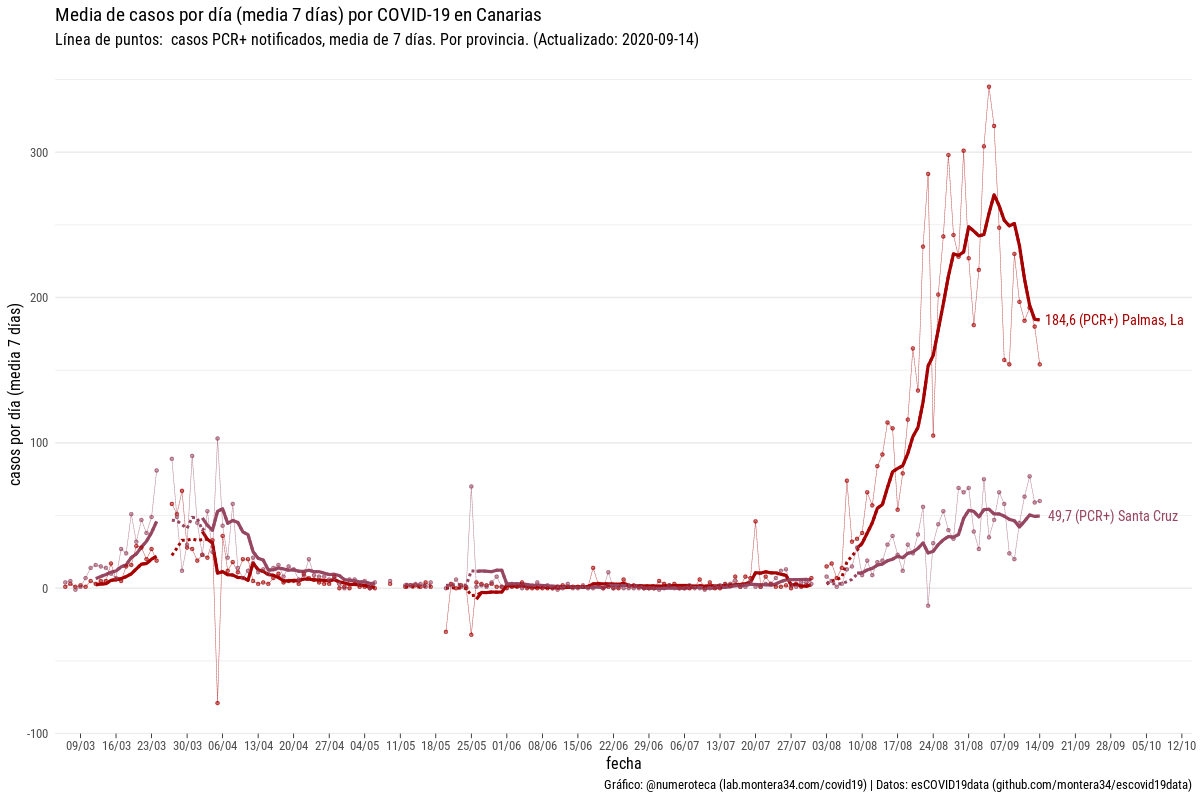 Media de casos por día (media 7 días) por COVID-19 en Canarias
Línea de puntos:  casos PCR+ notificados, media de 7 días. Por provincia. (Actualizado: 2020-09-14)
casos por día (media 7 días)
300
200
100
0
-100
184,6 (PCR+) Palmas, La
49,7 (PCR+) Santa Cruz
09/03 16/03 23/03 30/03 06/04 13/04 20/04 27/04 04/05 11/05 18/05 25/05 01/06 08/06 15/06 22/06 29/06 06/07 13/07 20/07 27/07 03/08 10/08 17/08 24/08 31/08 07/09 14/09 21/09 28/09 05/10 12/10
fecha
Gráfico: @numeroteca (lab.montera34.com/covid19) | Datos: esCOVID19data (github.com/montera34/escovid19data)